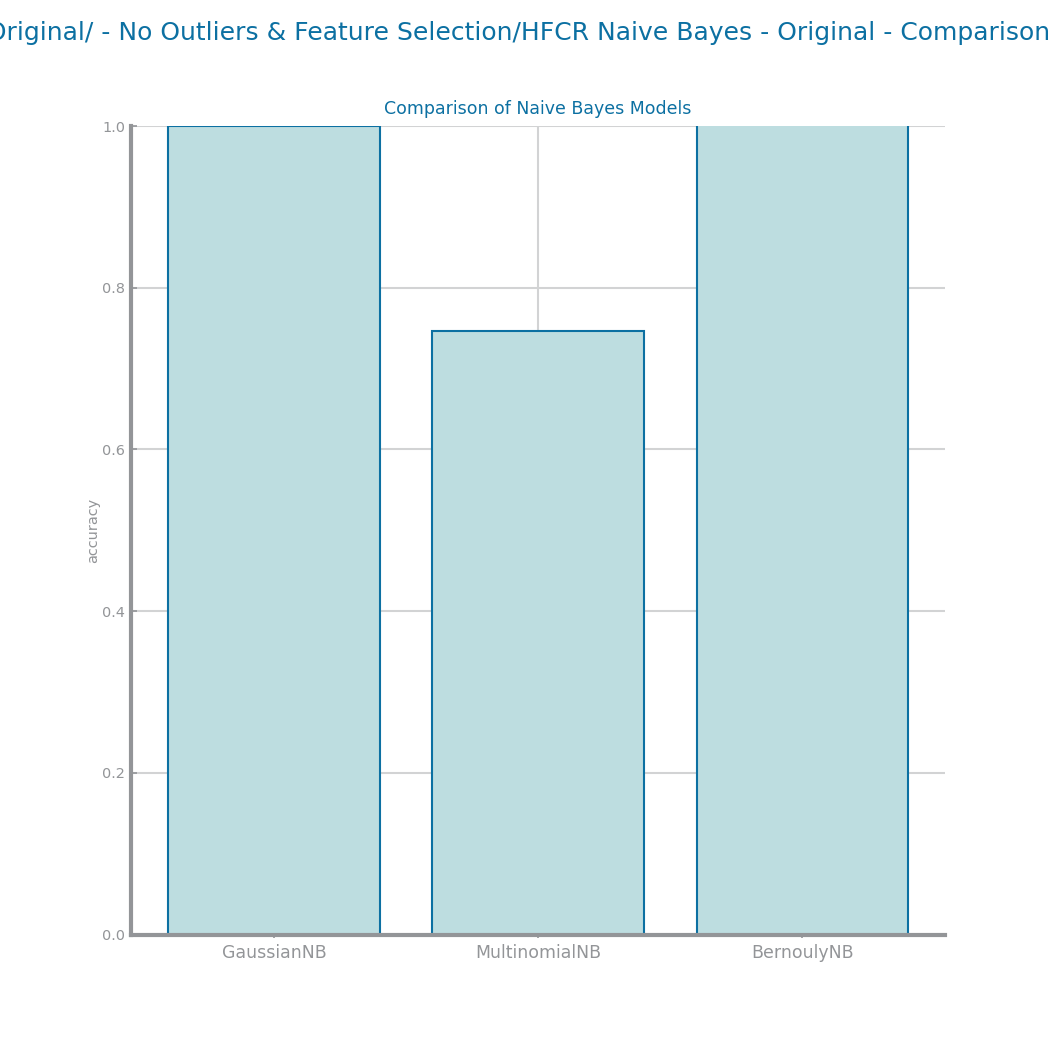 Original/ - No Outliers & Feature Selection/HFCR Naive Bayes - Original - Comparison
Comparison of Naive Bayes Models
1.0
0.8
0.6
0.4
0.2
0.0
accuracy
GaussianNB MultinomialNB BernoulyNB